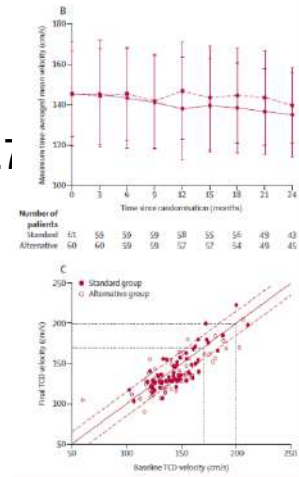 B
Maximum time-averaged mean velocity (cm/s)
180
160
140
120
100
0 3 6 9 12 15 18 21 24
Time since randomisation (months)
Number of
patients
Standard 61 59 59 59 58 55 56 49 43
Alternative 60 60 59 59 57 57 54 49 45
C
Standard group
Alternative group
Final TCD velocity (cm/s)
250
200
150
100
50
50 100 150 200 250
Baseline TCD velocity (cm/s)